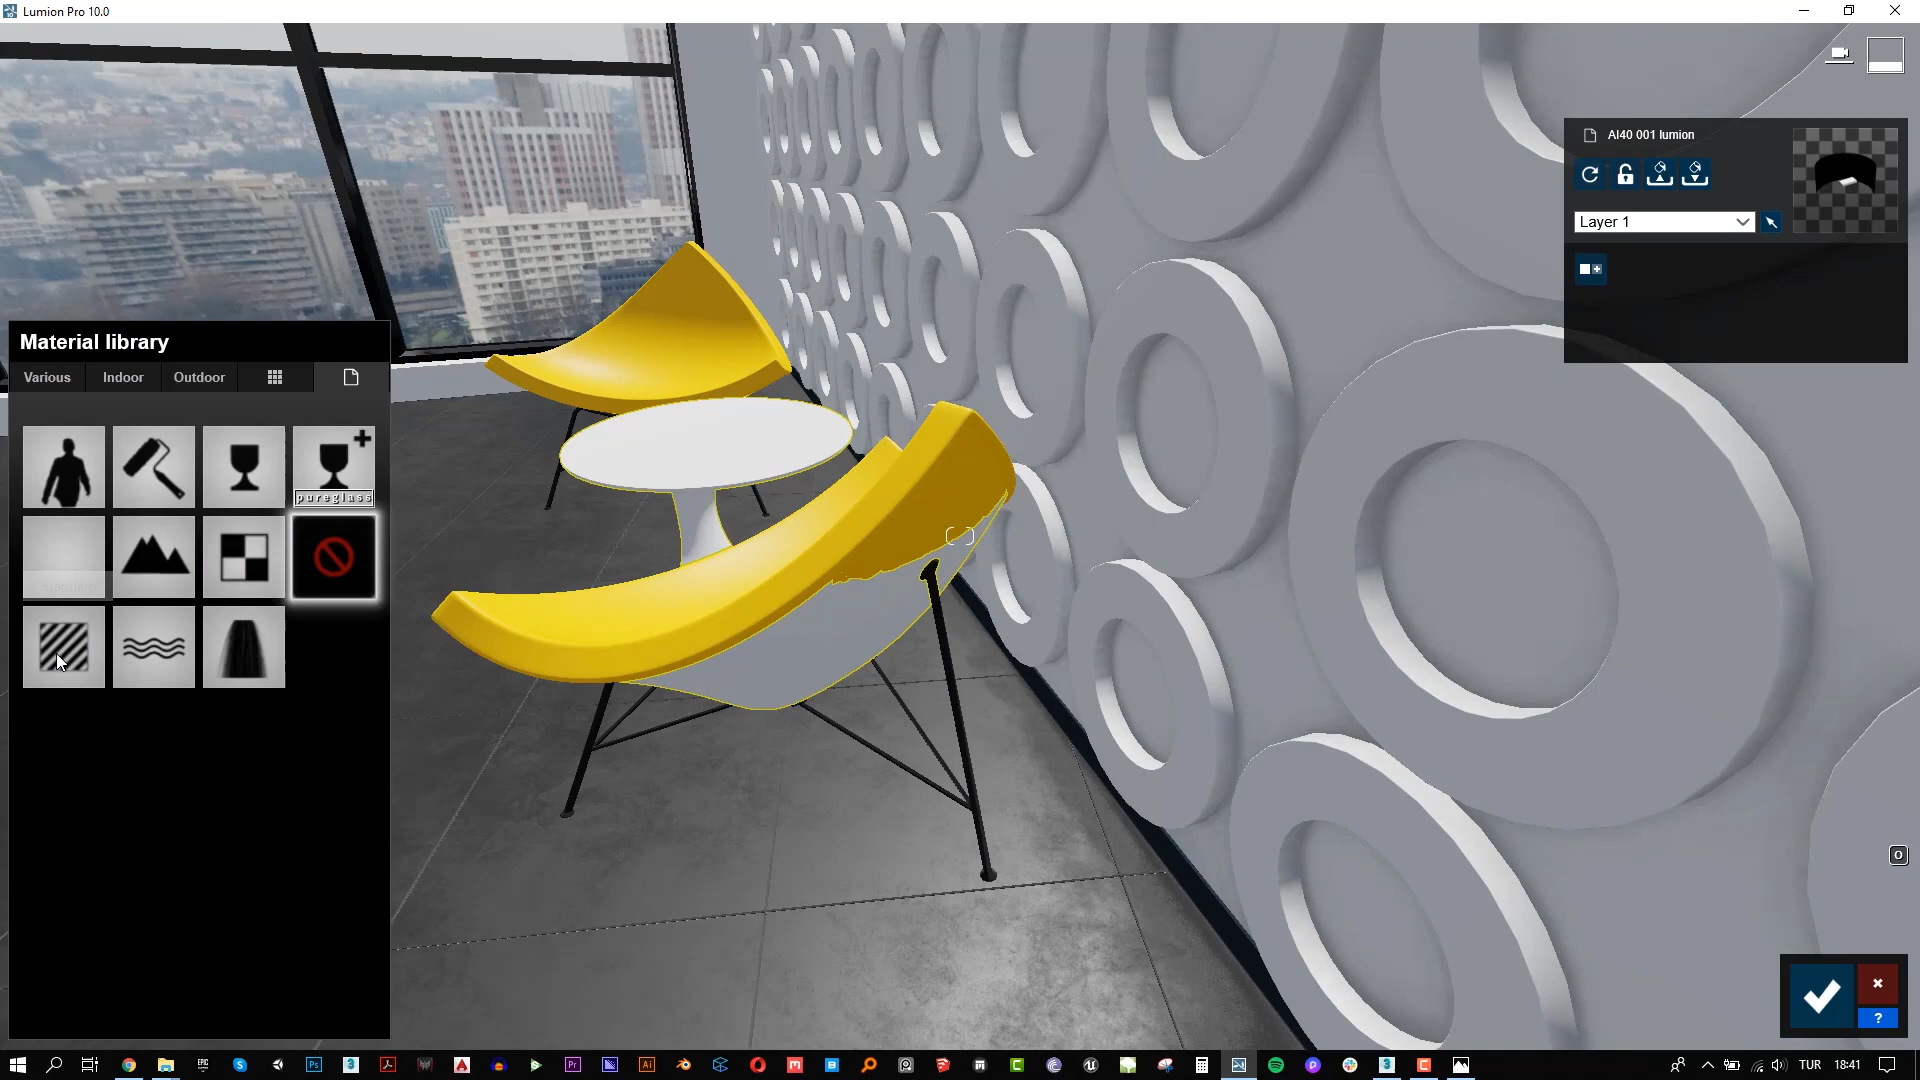 Lumion Pro 10.0
AI40 001 lumion
Layer 1
Material library
Various
Indoor
Outdoor
pureglass
O
?
TUR
18:41